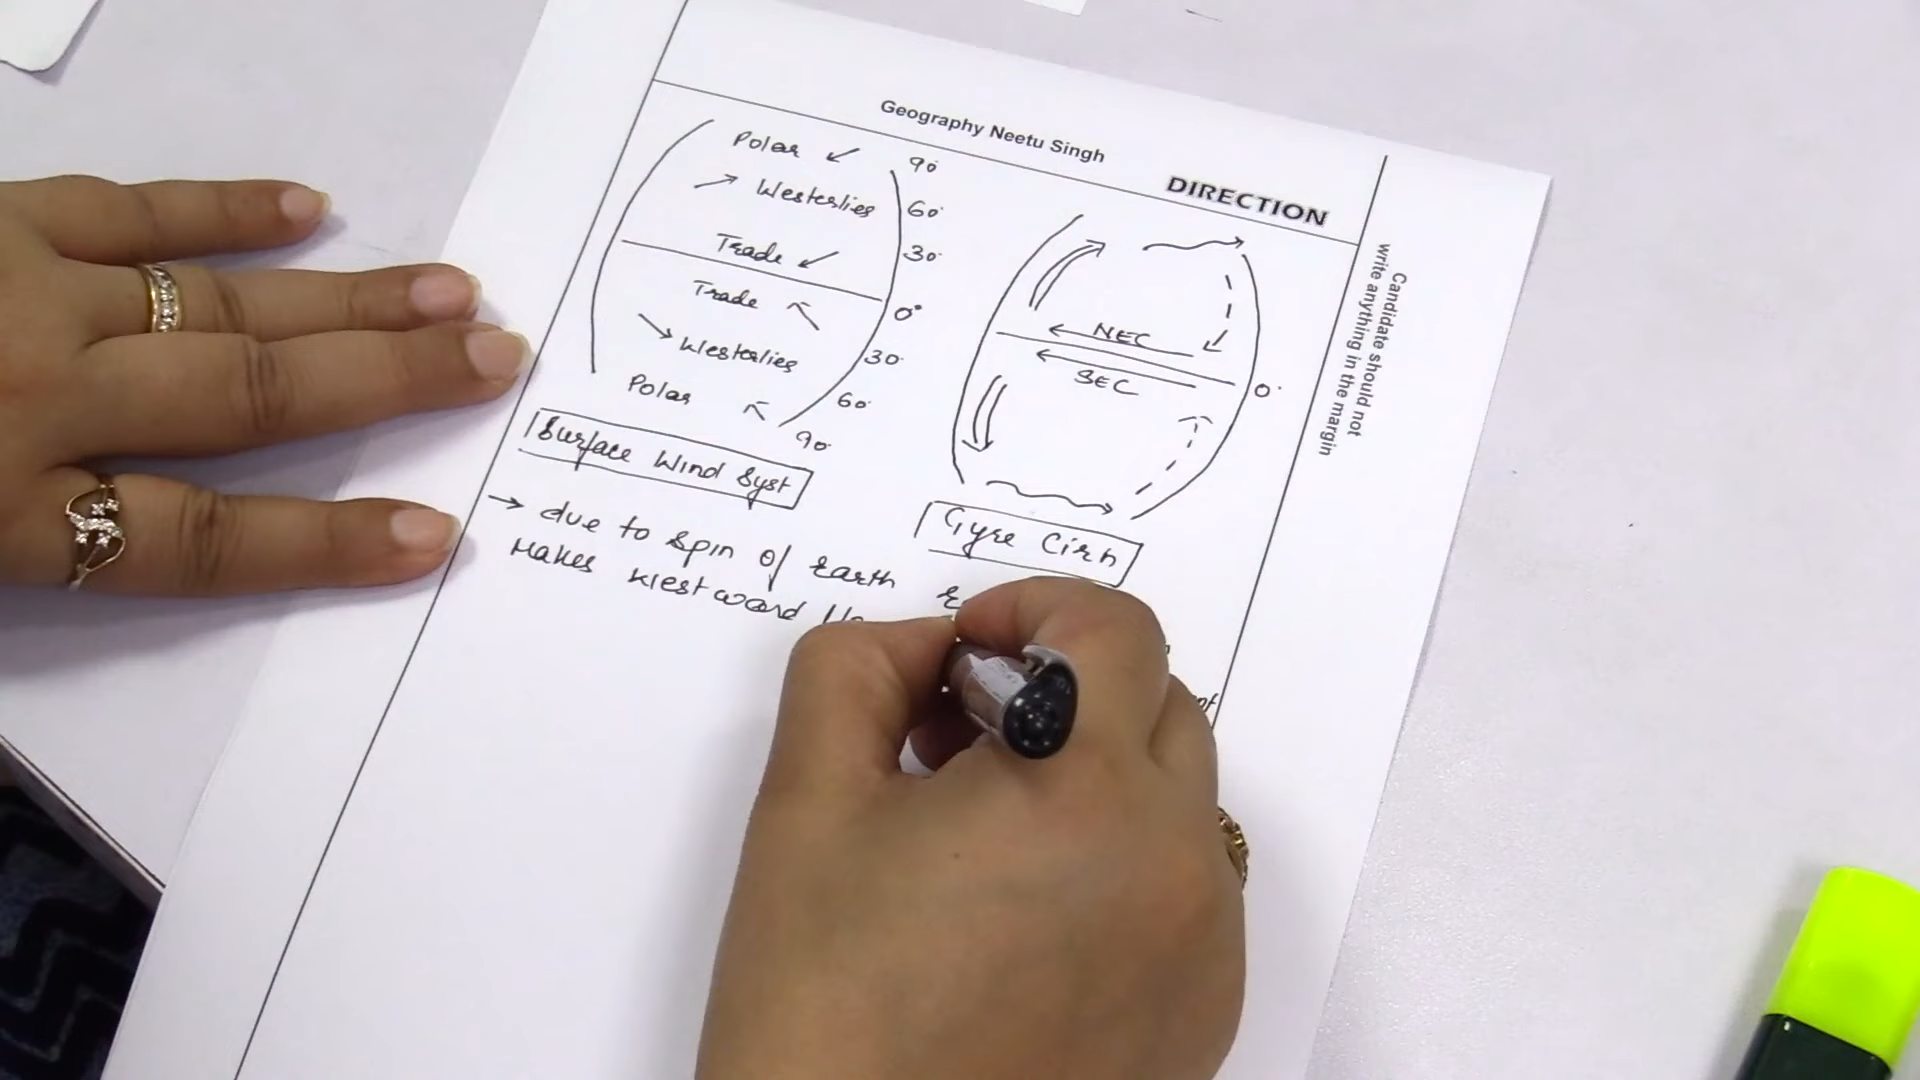 Geography Neetu Singh
DIRECTION
Candidate should not
write anything in the margin
Polar
90°
Westerlies
60°
Trade
30°
Trade
0°
Westerlies
30°
Polar
60°
90°
Surface Wind Syst
NEC
SEC
0°
Gyre Cirn
→ due to spin of Earth
Makes westward
of